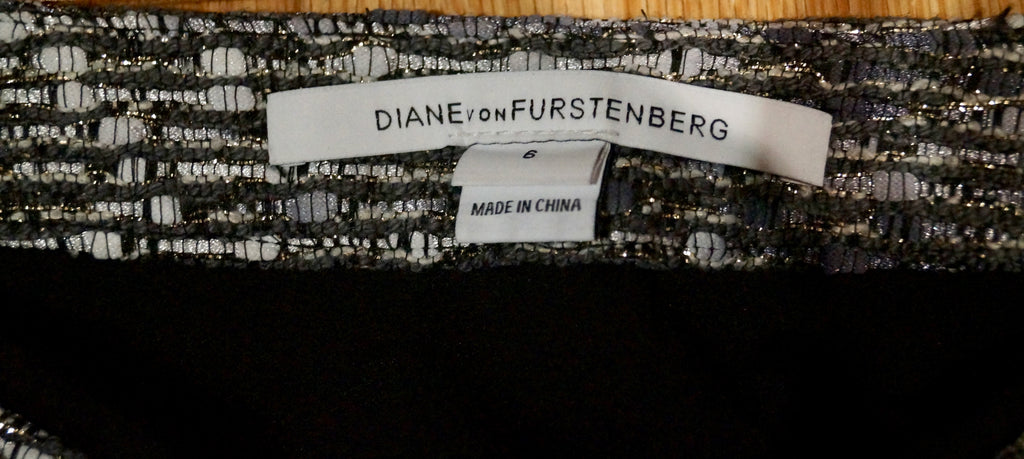 DIANE VON FURSTENBERG
6
MADE IN CHINA